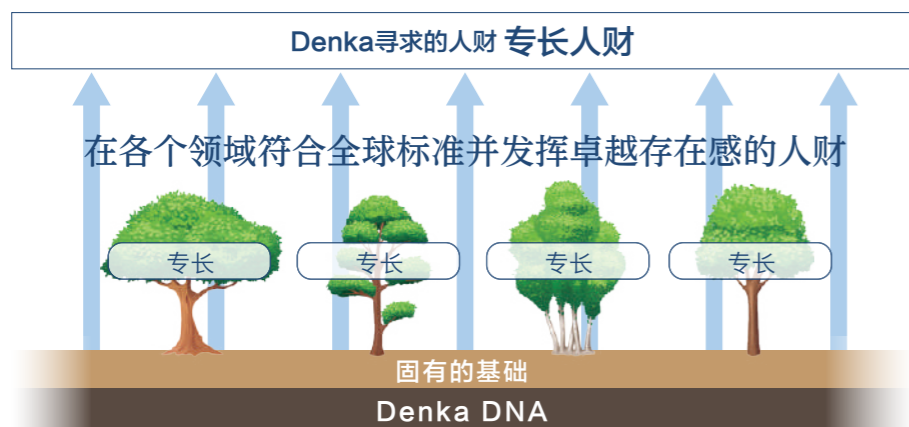 Denka寻求的人财 专长人财
在各个领域符合全球标准并发挥卓越存在感的人财
专长
专长
专长
专长
固有的基础
Denka DNA